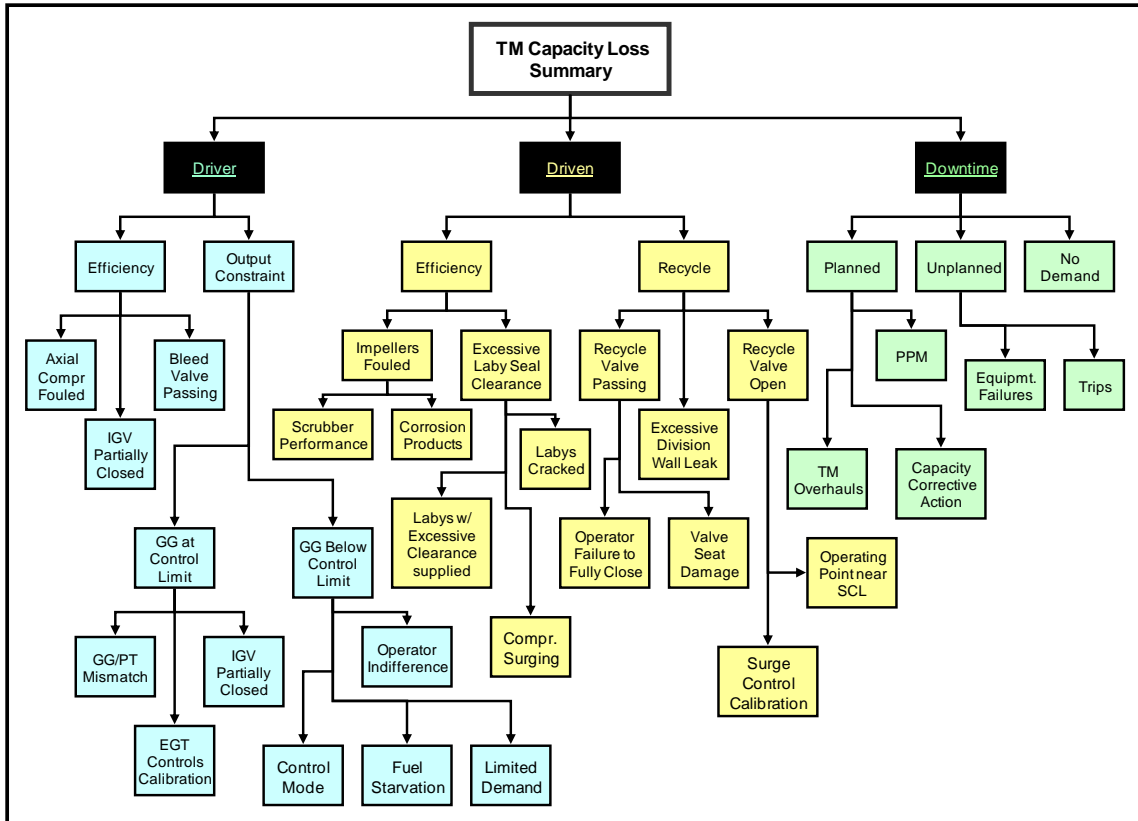 TM Capacity Loss
Summary
Driver
Driven
Downtime
Efficiency
Output
Constraint
Efficiency
Recycle
Planned
Unplanned
No
Demand
Axial
Compr
Fouled
Bleed
Valve
Passing
IGV
Partially
Closed
Impellers
Fouled
Excessive
Laby Seal
Clearance
Recycle
Valve
Passing
Recycle
Valve
Open
PPM
Equipmt.
Failures
Trips
Scrubber
Performance
Corrosion
Products
Labys
Cracked
Excessive
Division
Wall Leak
TM
Overhauls
Capacity
Corrective
Action
GG at
Control
Limit
GG Below
Control
Limit
Labys w/
Excessive
Clearance
supplied
Operator
Failure to
Fully Close
Valve
Seat
Damage
Operating
Point near
SCL
GG/PT
Mismatch
IGV
Partially
Closed
Operator
Indifference
Compr.
Surging
Surge
Control
Calibration
EGT
Controls
Calibration
Control
Mode
Fuel
Starvation
Limited
Demand